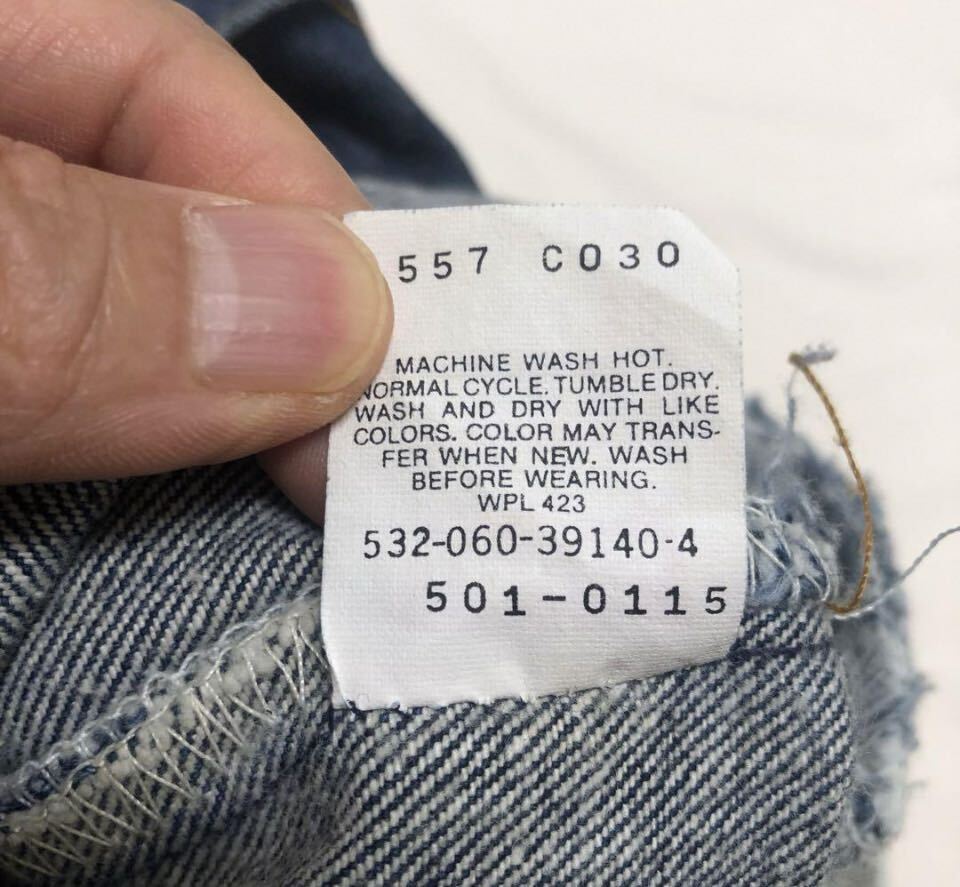 557 C030
MACHINE WASH HOT.
NORMAL CYCLE. TUMBLE DRY.
WASH AND DRY WITH LIKE
COLORS. COLOR MAY TRANS-
FER WHEN NEW. WASH
BEFORE WEARING.
WPL 423
532-060-39140-4
501-0115